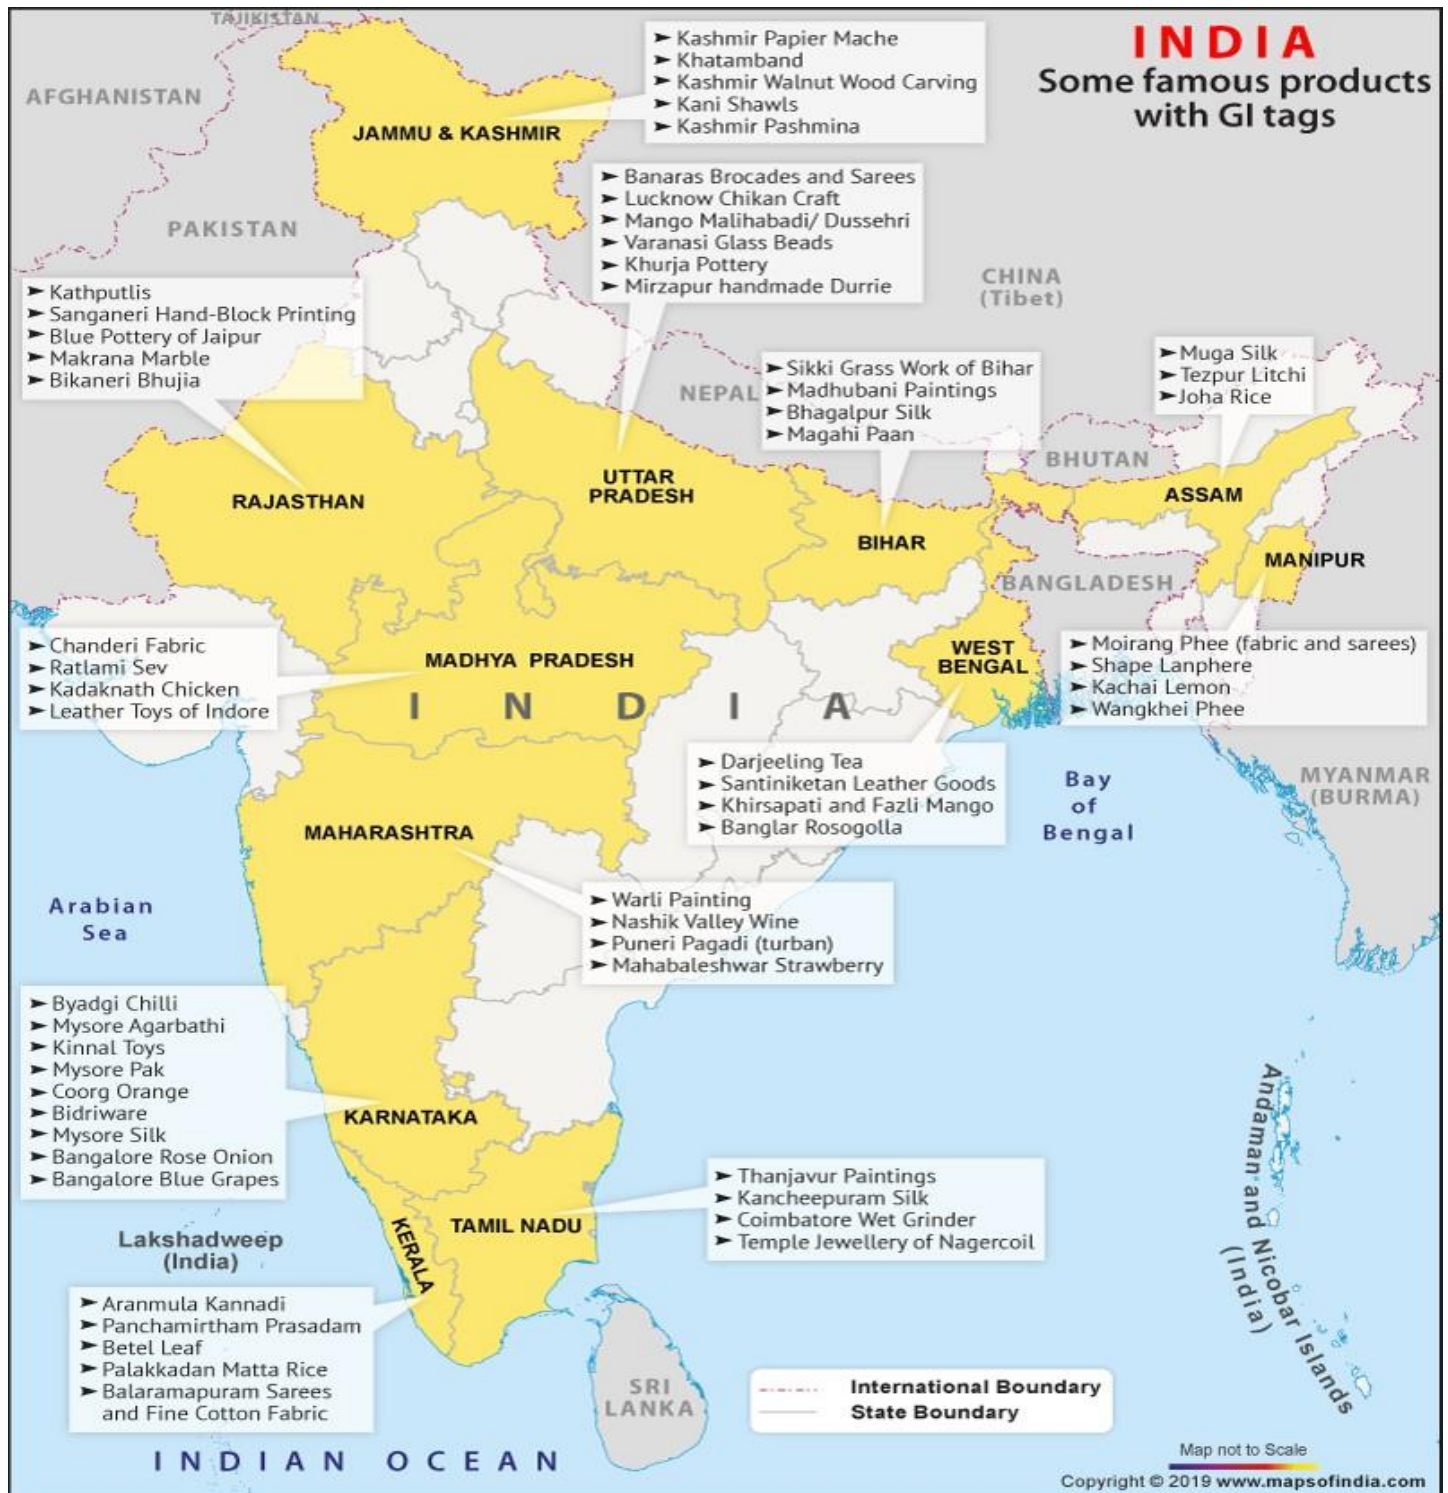 TAJIKISTAN
INDIA
Some famous products
with GI tags
AFGHANISTAN
➤ Kashmir Papier Mache
➤ Khatamband
➤ Kashmir Walnut Wood Carving
➤ Kani Shawls
➤ Kashmir Pashmina
JAMMU & KASHMIR
PAKISTAN
➤ Banaras Brocades and Sarees
➤ Lucknow Chikan Craft
➤ Mango Malihabadi/ Dussehri
➤ Varanasi Glass Beads
➤ Khurja Pottery
➤ Mirzapur handmade Durrie
CHINA
(Tibet)
➤ Kathputlis
➤ Sanganeri Hand-Block Printing
➤ Blue Pottery of Jaipur
➤ Makrana Marble
➤ Bikaneri Bhujia
NEPAL
➤ Sikki Grass Work of Bihar
➤ Madhubani Paintings
➤ Bhagalpur Silk
➤ Magahi Paan
➤ Muga Silk
➤ Tezpur Litchi
➤ Joha Rice
BHUTAN
RAJASTHAN
UTTAR
PRADESH
ASSAM
BIHAR
MANIPUR
BANGLADESH
➤ Chanderi Fabric
➤ Ratlami Sev
➤ Kadaknath Chicken
➤ Leather Toys of Indore
MADHYA PRADESH
WEST
BENGAL
➤ Moirang Phee (fabric and sarees)
➤ Shape Lanphere
➤ Kachai Lemon
➤ Wangkhei Phee
INDIA
➤ Darjeeling Tea
➤ Santiniketan Leather Goods
➤ Khirsapati and Fazli Mango
➤ Banglar Rosogolla
Bay
of
Bengal
MYANMAR
(BURMA)
MAHARASHTRA
Arabian
Sea
➤ Warli Painting
➤ Nashik Valley Wine
➤ Puneri Pagadi (turban)
➤ Mahabaleshwar Strawberry
➤ Byadgi Chilli
➤ Mysore Agarbathi
➤ Kinnal Toys
➤ Mysore Pak
➤ Coorg Orange
➤ Bidriware
➤ Mysore Silk
➤ Bangalore Rose Onion
➤ Bangalore Blue Grapes
KARNATAKA
Andaman and Nicobar Islands
(India)
➤ Thanjavur Paintings
➤ Kancheepuram Silk
➤ Coimbatore Wet Grinder
➤ Temple Jewellery of Nagercoil
TAMIL NADU
KERALA
Lakshadweep
(India)
➤ Aranmula Kannadi
➤ Panchamirtham Prasadam
➤ Betel Leaf
➤ Palakkadan Matta Rice
➤ Balaramapuram Sarees
and Fine Cotton Fabric
SRI
LANKA
International Boundary
State Boundary
INDIAN OCEAN
Map not to Scale
Copyright © 2019 www.mapsofindia.com